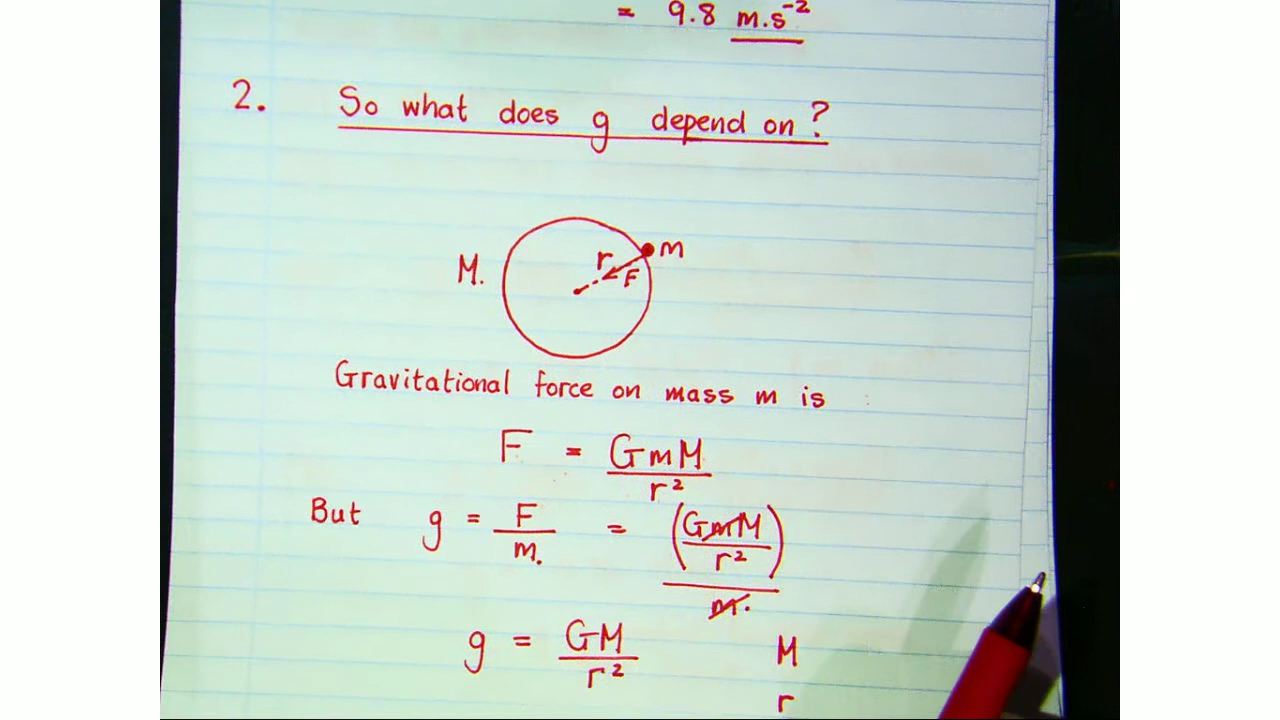 = 9.8 m.s⁻²
2. So what does g depend on?
M. r F m
Gravitational force on mass m is :
F = GmM
r²
But g = F = (GmM
m. r²)
m.
g = GM M
r² r